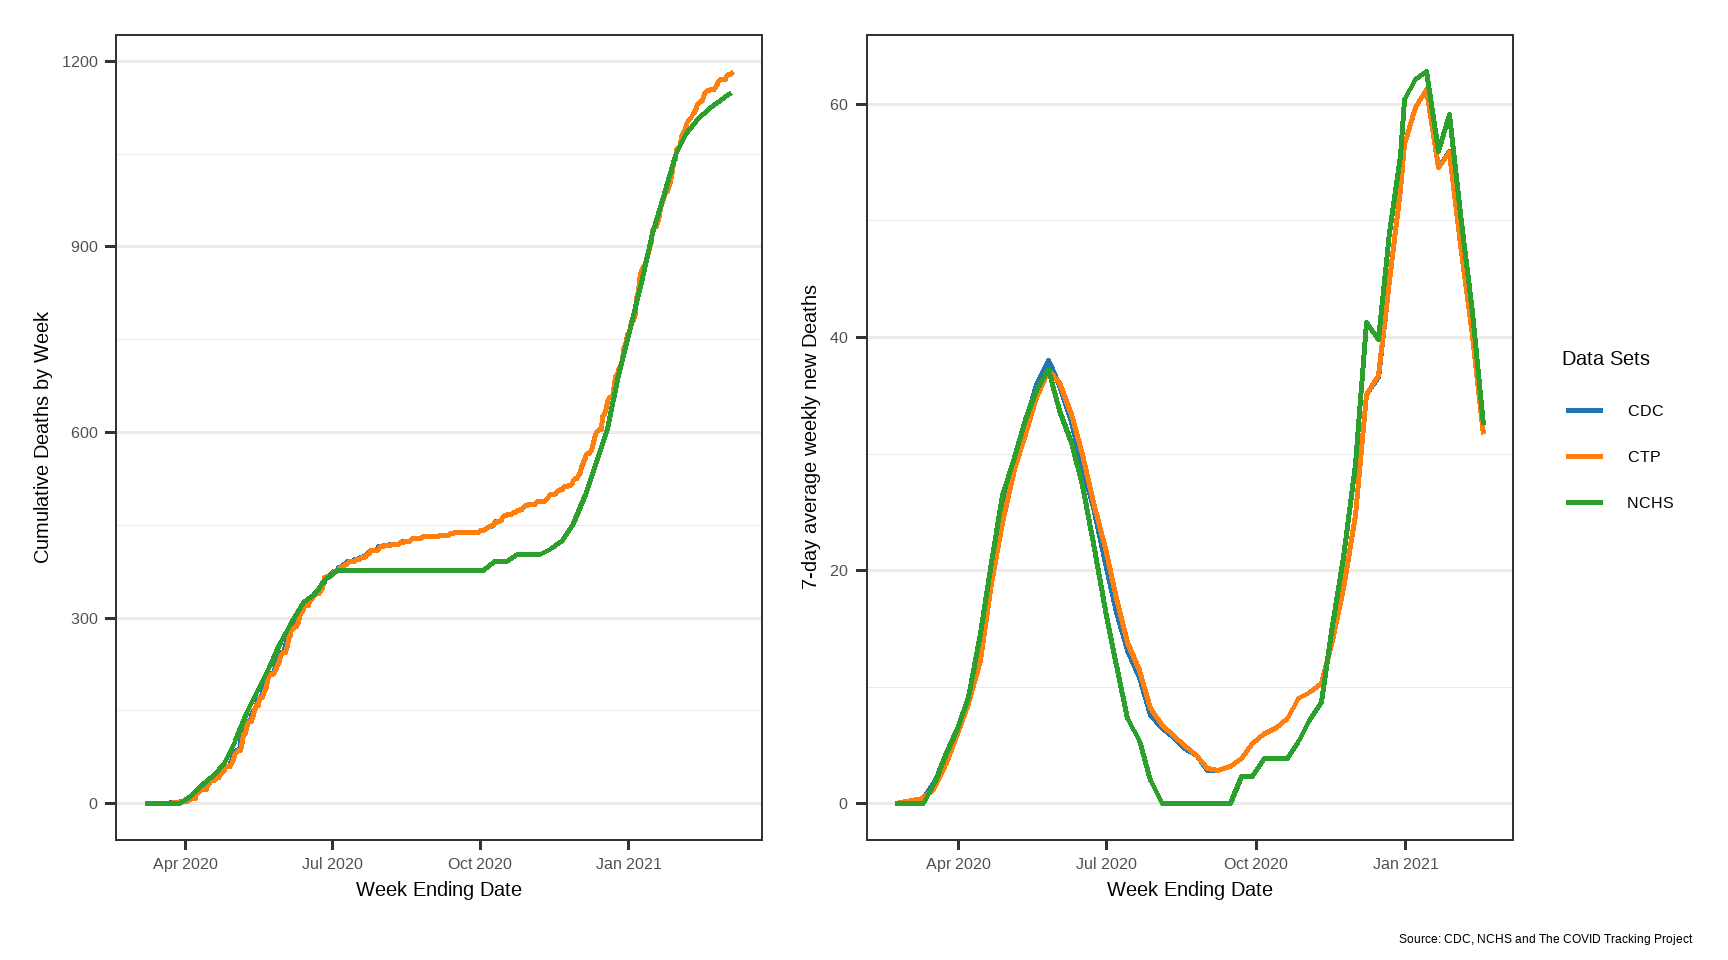 Cumulative Deaths by Week
1200
900
600
300
0
Apr 2020
Jul 2020
Oct 2020
Jan 2021
Week Ending Date
7-day average weekly new Deaths
60
40
20
0
Apr 2020
Jul 2020
Oct 2020
Jan 2021
Week Ending Date
Data Sets
CDC
CTP
NCHS
Source: CDC, NCHS and The COVID Tracking Project